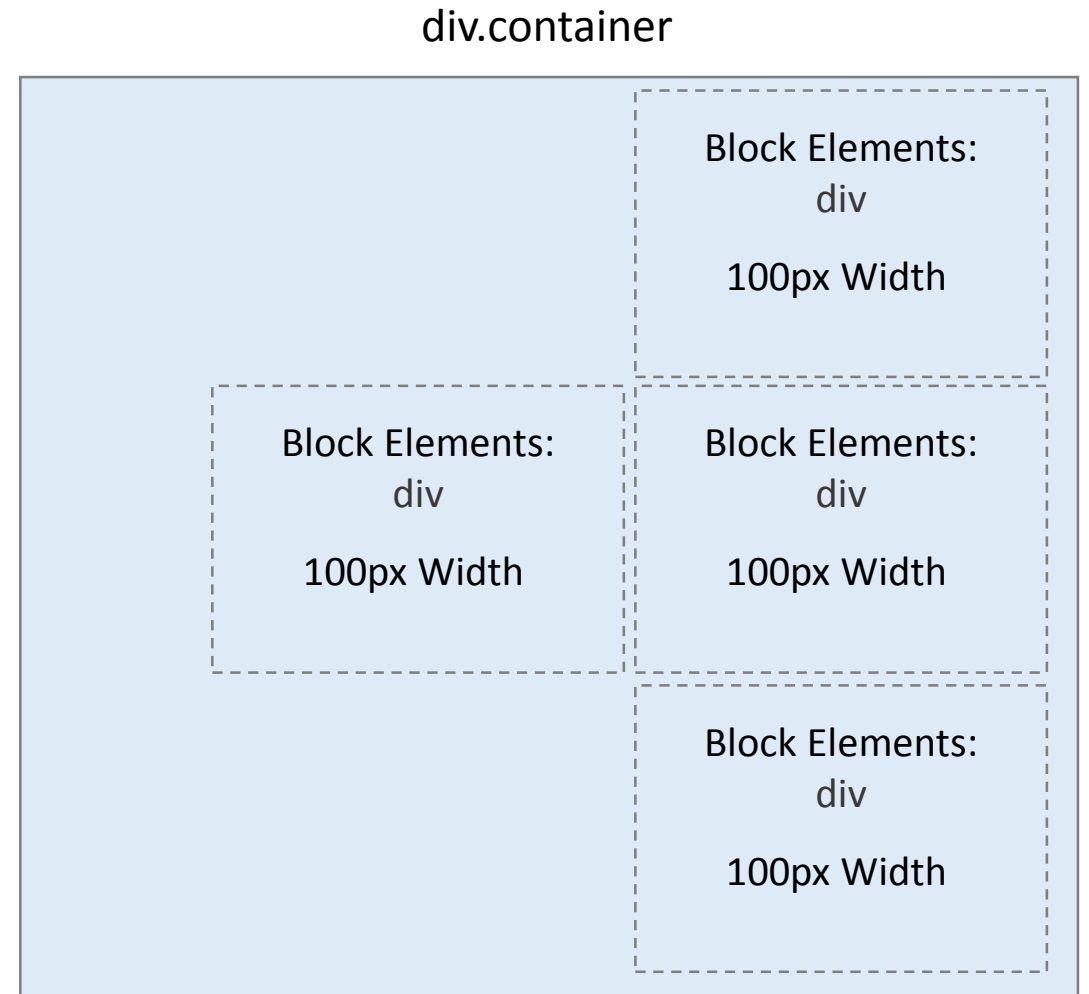 div.container
Block Elements:
div
100px Width
Block Elements:
div
100px Width
Block Elements:
div
100px Width
Block Elements:
div
100px Width